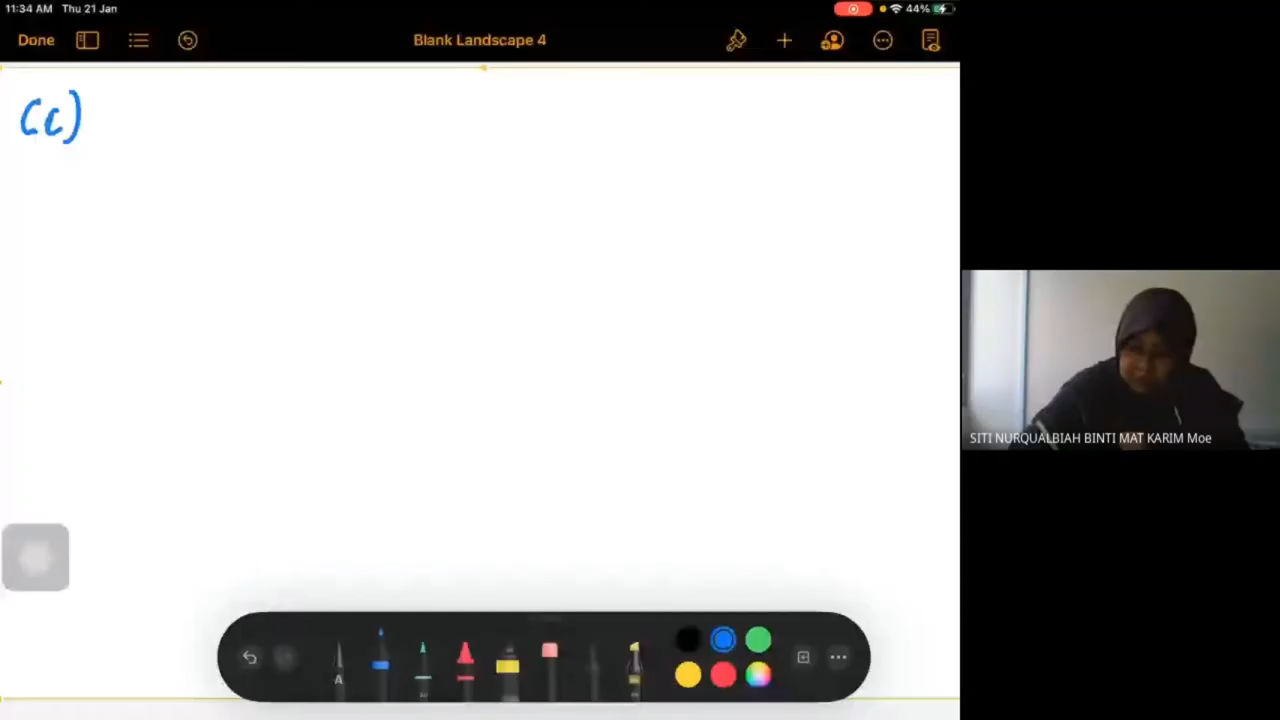 11:34 AM Thu 21 Jan
44%
Done
Blank Landscape 4
(c)
A
SITI NURQUALBIAH BINTI MAT KARIM Moe